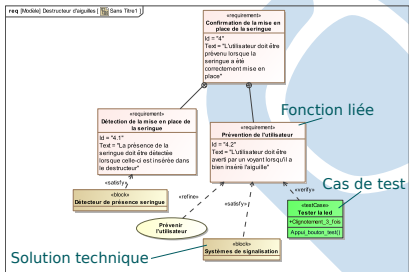 req [Modèle] Destructeur d'aiguilles [ Sans Titre1 ]
«requirement»
Confirmation de la mise en
place de la seringue
Id = "4"
Text = "L'utilisateur doit être
prévenu lorsque la
seringue a été
correctement mise en
place"
Fonction liée
«requirement»
Détection de la mise en place de
la seringue
Id = "4.1"
Text = "La présence de la
seringue doit être détectée
lorsque celle-ci est insérée dans
le destructeur"
«requirement»
Prévention de l'utilisateur
Id = "4.2"
Text = "L'utilisateur doit être
averti par un voyant lorsqu'il a
bien inséré l'aiguille"
Cas de test
«satisfy»
«refine»
«satisfy»
«verify»
«block»
Détecteur de présence seringue
«testCase»
Tester la led
+Clignotement_3_fois
Appui_bouton_test()
Prévenir
l'utilisateur
«block»
Systèmes de signalisation
Solution technique